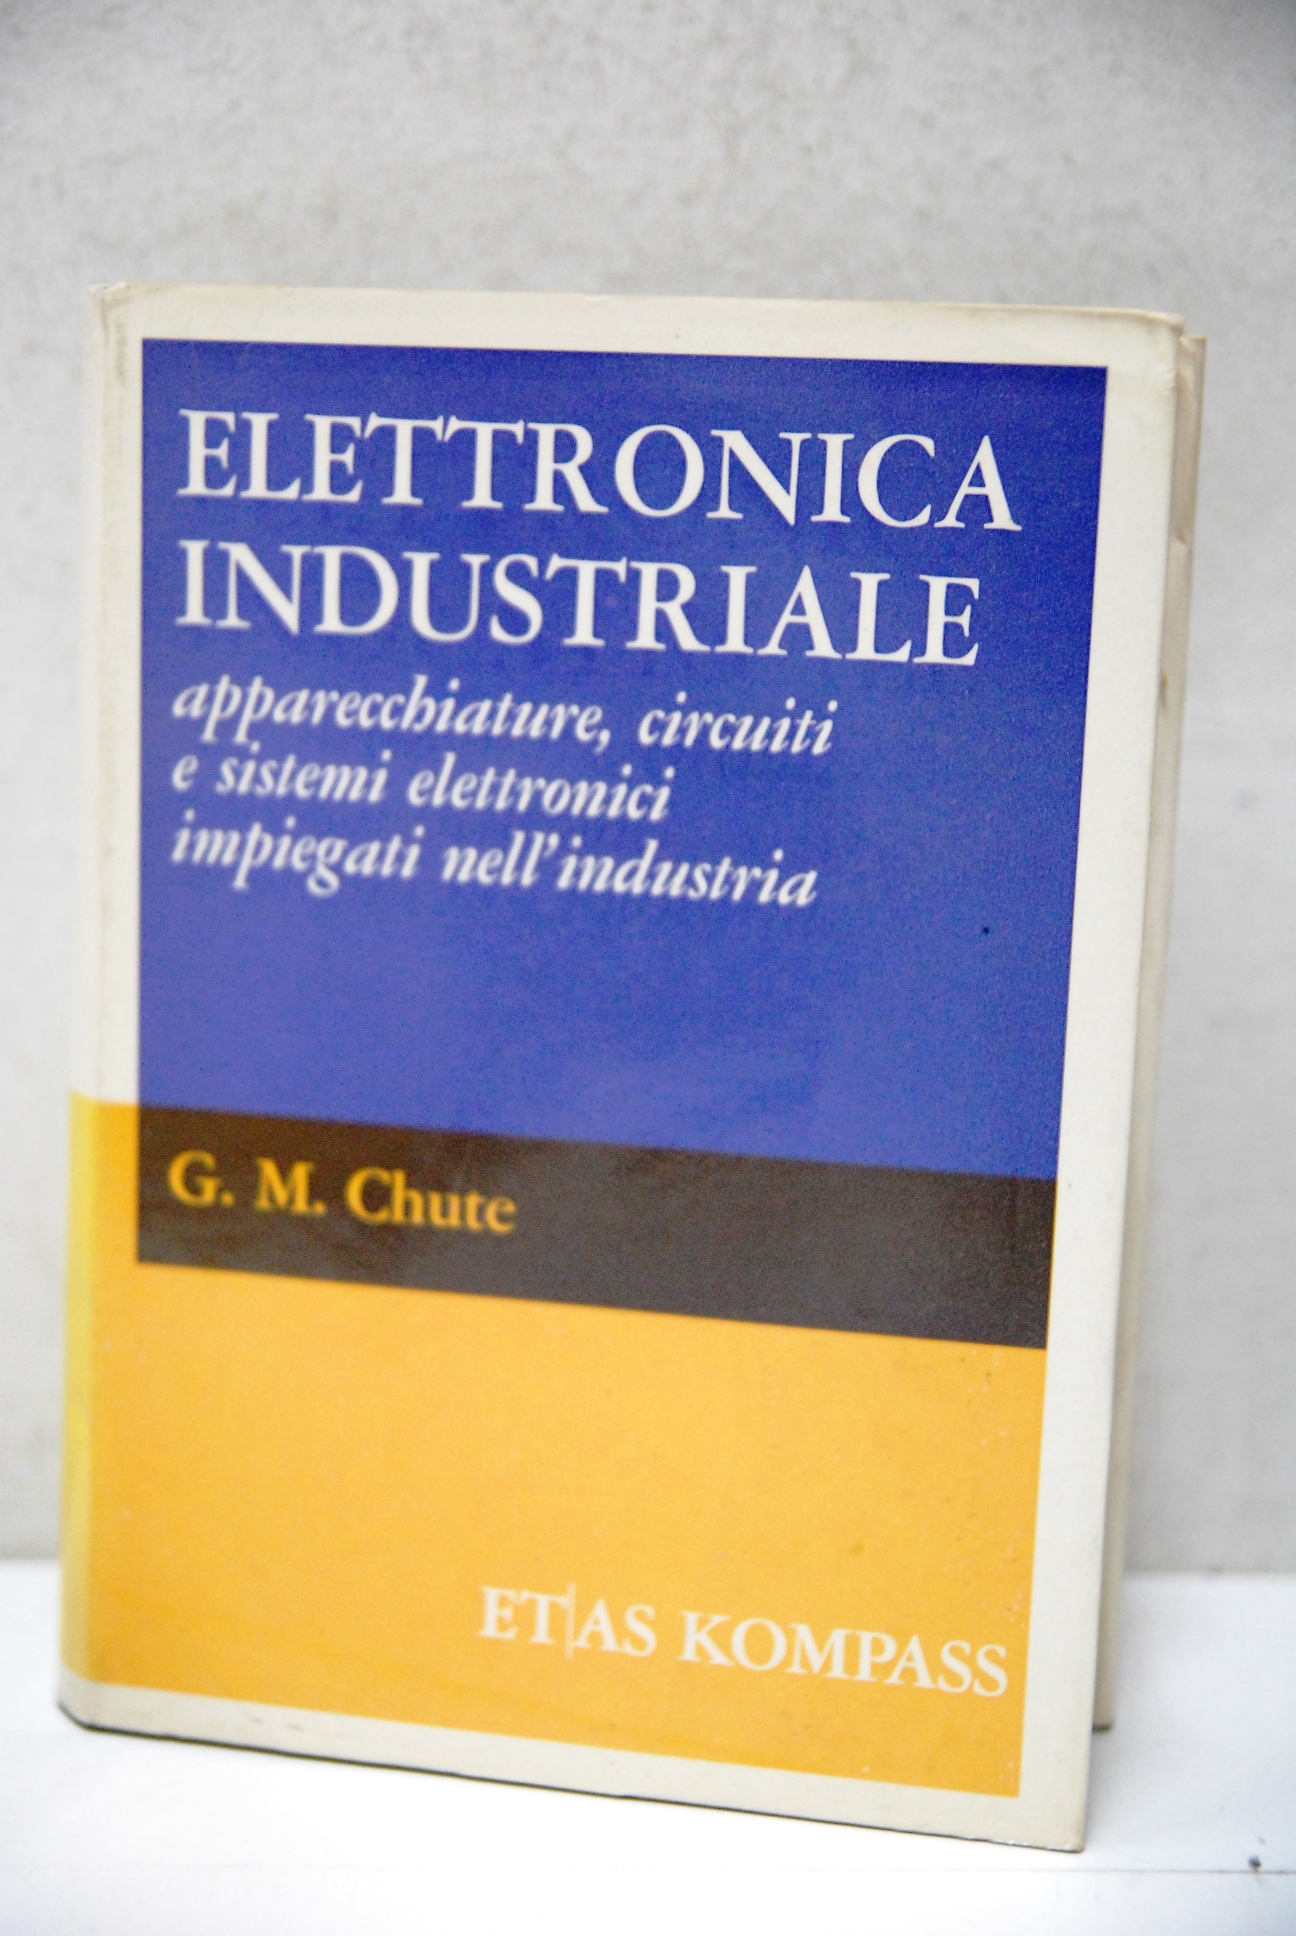 ELETTRONICA
INDUSTRIALE
apparecchiature, circuiti
e sistemi elettronici
impiegati nell'industria
G. M. Chute
ET|AS KOMPASS